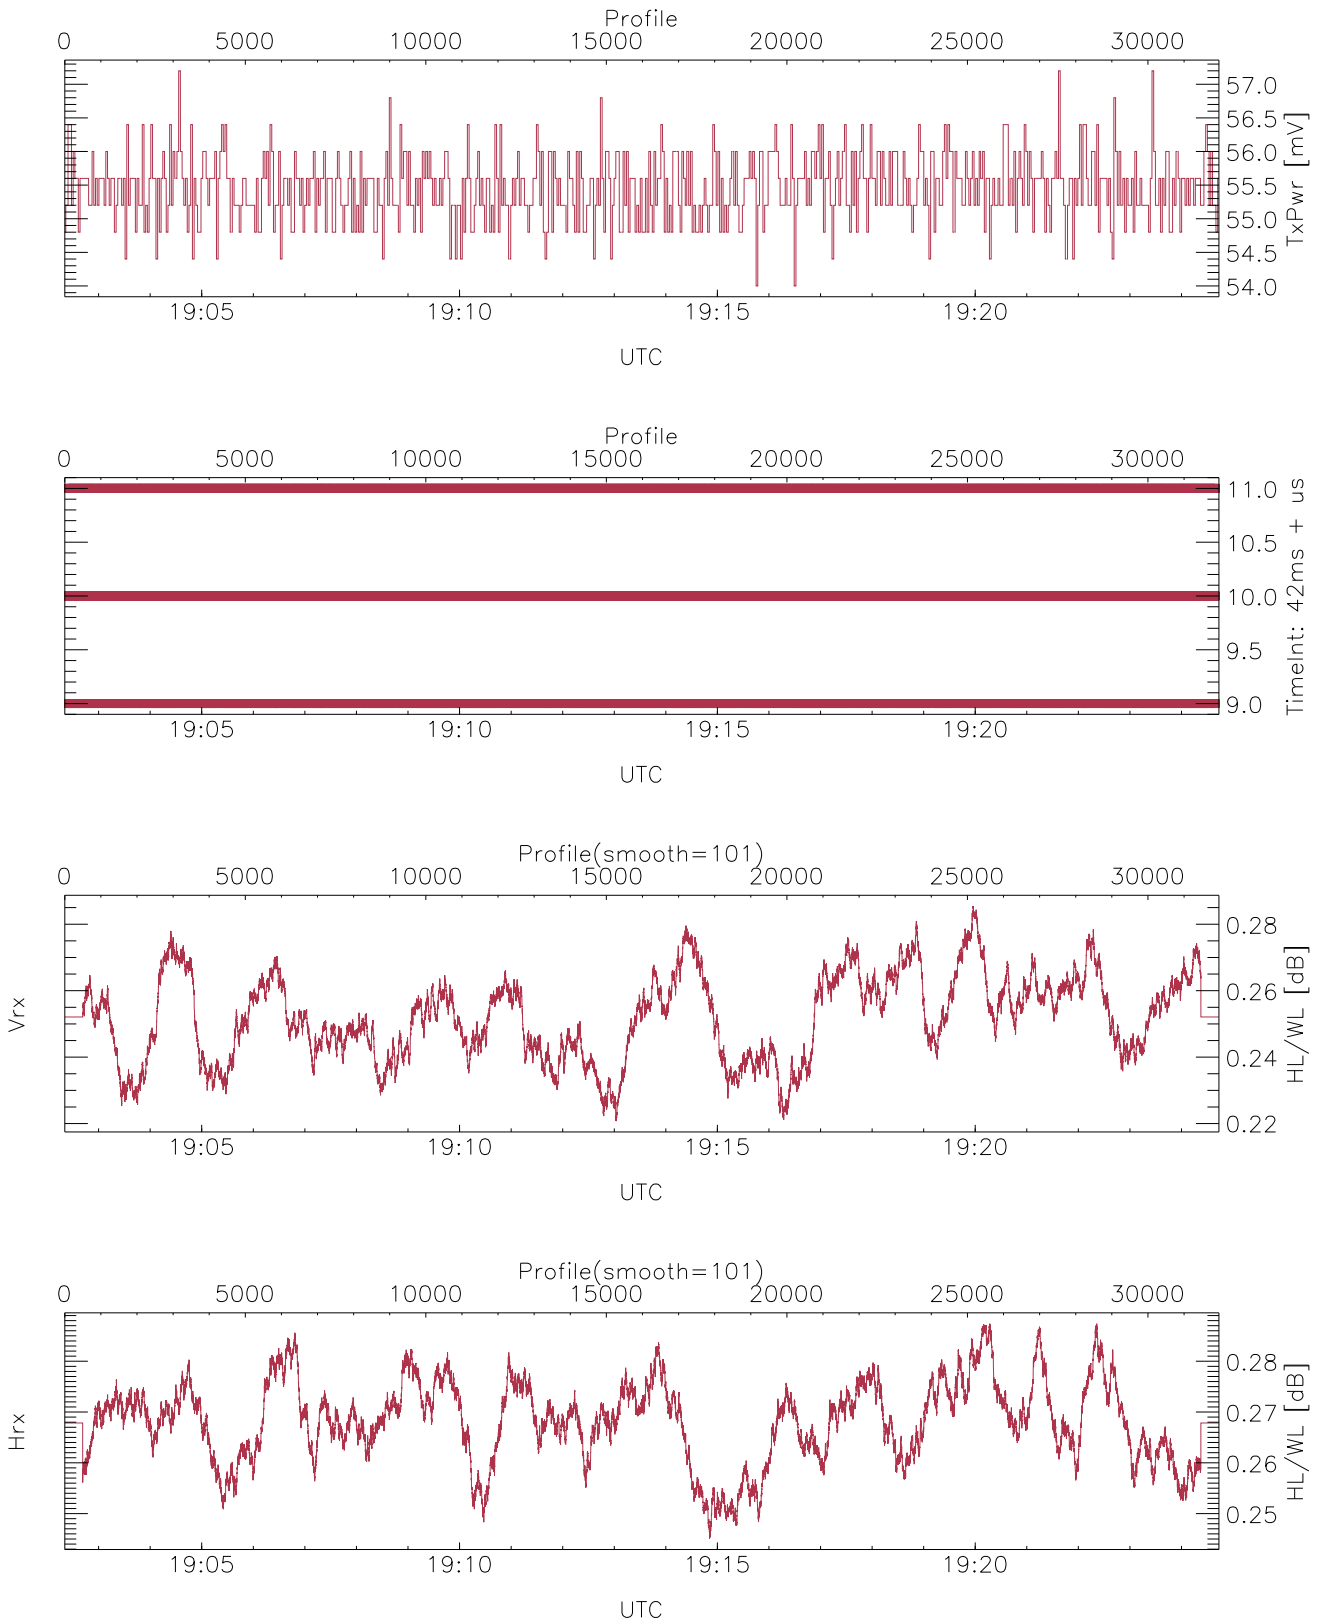 Profile
0 5000 10000 15000 20000 25000 30000
57.0
56.5
56.0
55.5
55.0
54.5
54.0
TxPwr [mV]
19:05 19:10 19:15 19:20
UTC
Profile
0 5000 10000 15000 20000 25000 30000
11.0
10.5
10.0
9.5
9.0
TimeInt: 42ms + us
19:05 19:10 19:15 19:20
UTC
Profile(smooth=101)
0 5000 10000 15000 20000 25000 30000
Vrx
0.28
0.26
0.24
0.22
HL/WL [dB]
19:05 19:10 19:15 19:20
UTC
Profile(smooth=101)
0 5000 10000 15000 20000 25000 30000
Hrx
0.28
0.27
0.26
0.25
HL/WL [dB]
19:05 19:10 19:15 19:20
UTC